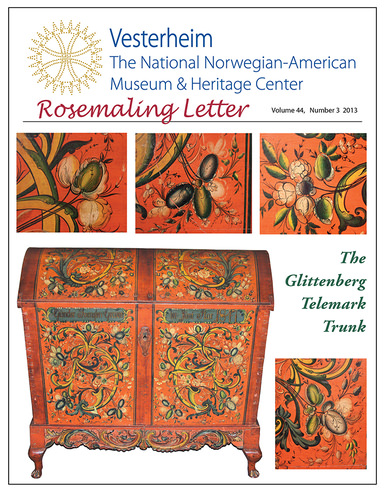 Vesterheim
The National Norwegian-American
Museum & Heritage Center
Rosemaling Letter
Volume 44, Number 3 2013
The
Glittenberg
Telemark
Trunk